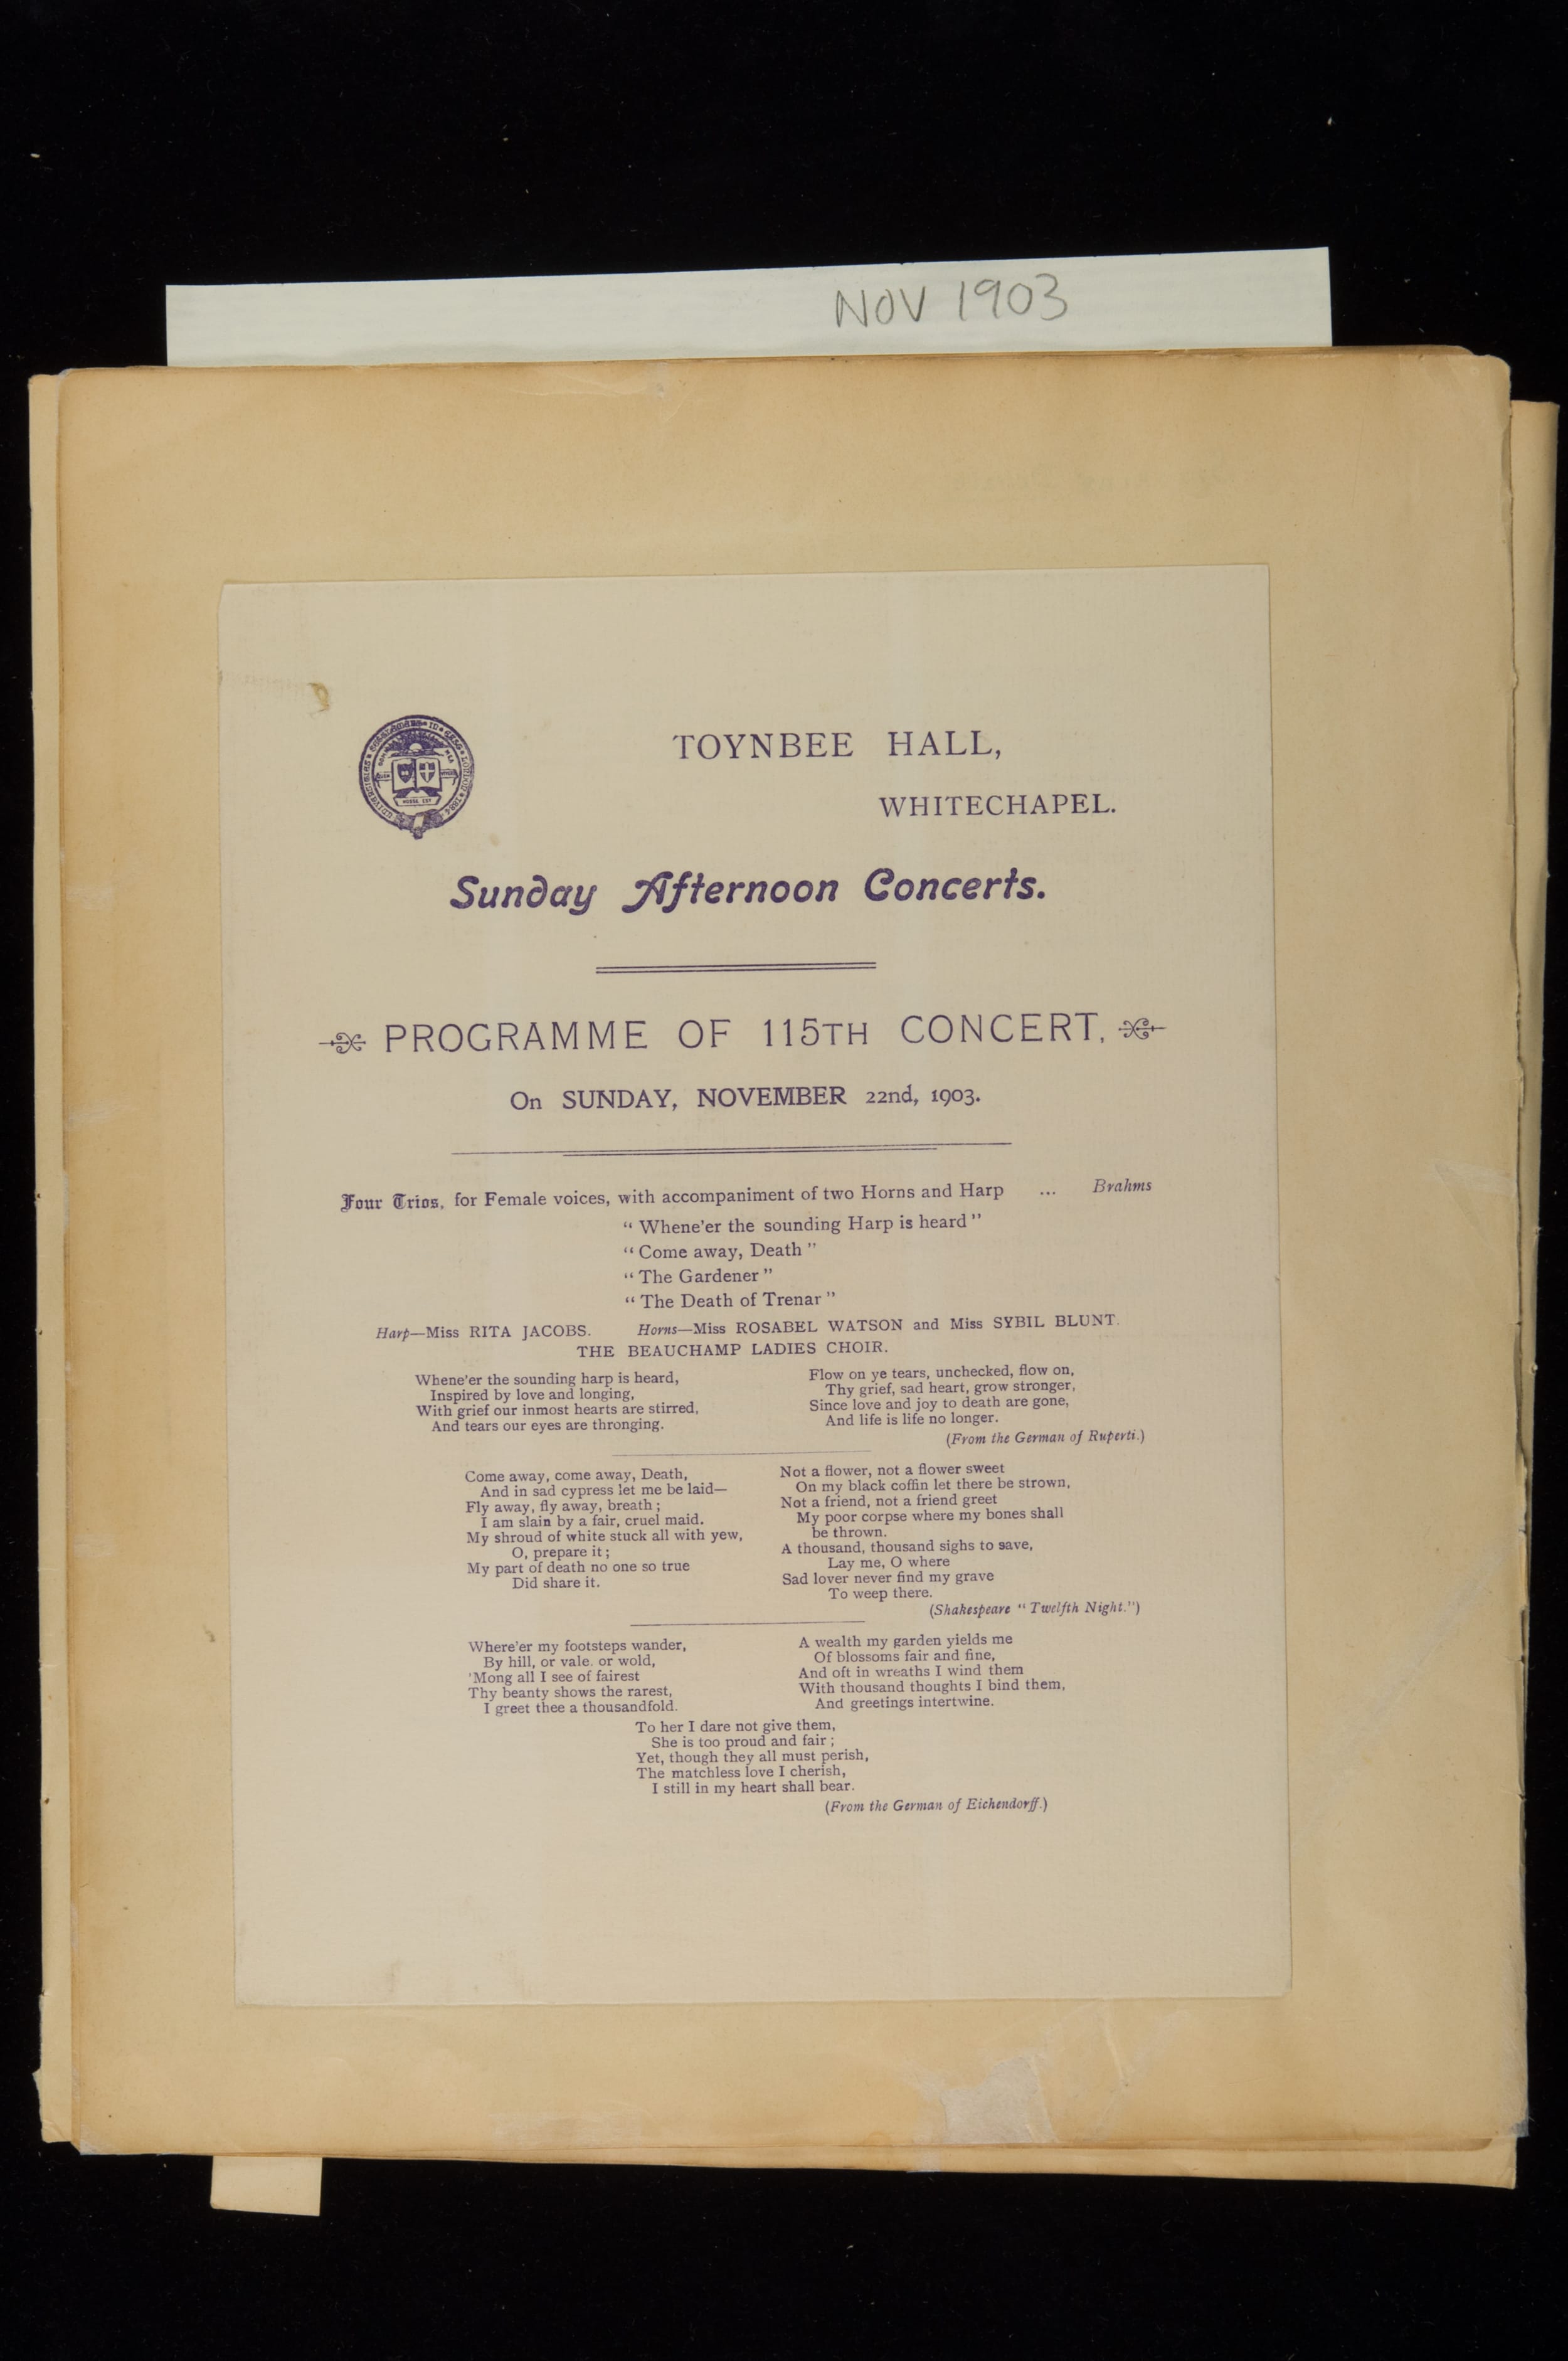 NOV 1903
TOYNBEE HALL,
WHITECHAPEL.
Sunday Afternoon Concerts.
PROGRAMME OF 115TH CONCERT,
On SUNDAY, NOVEMBER 22nd, 1903.
Four Trios, for Female voices, with accompaniment of two Horns and Harp ... Brahms
“ Whene'er the sounding Harp is heard ”
“ Come away, Death ”
“ The Gardener ”
“ The Death of Trenar ”
Harp—Miss RITA JACOBS. Horns—Miss ROSABEL WATSON and Miss SYBIL BLUNT.
THE BEAUCHAMP LADIES CHOIR.
Whene'er the sounding harp is heard,
Inspired by love and longing,
With grief our inmost hearts are stirred,
And tears our eyes are thronging.
Flow on ye tears, unchecked, flow on,
Thy grief, sad heart, grow stronger,
Since love and joy to death are gone,
And life is life no longer.
(From the German of Ruperti.)
Come away, come away, Death,
And in sad cypress let me be laid—
Fly away, fly away, breath ;
I am slain by a fair, cruel maid.
My shroud of white stuck all with yew,
O, prepare it ;
My part of death no one so true
Did share it.
Not a flower, not a flower sweet
On my black coffin let there be strown,
Not a friend, not a friend greet
My poor corpse where my bones shall
be thrown.
A thousand, thousand sighs to save,
Lay me, O where
Sad lover never find my grave
To weep there.
(Shakespeare “ Twelfth Night.”)
Where'er my footsteps wander,
By hill, or vale. or wold,
'Mong all I see of fairest
Thy beanty shows the rarest,
I greet thee a thousandfold.
A wealth my garden yields me
Of blossoms fair and fine,
And oft in wreaths I wind them
With thousand thoughts I bind them,
And greetings intertwine.
To her I dare not give them,
She is too proud and fair ;
Yet, though they all must perish,
The matchless love I cherish,
I still in my heart shall bear.
(From the German of Eichendorff.)